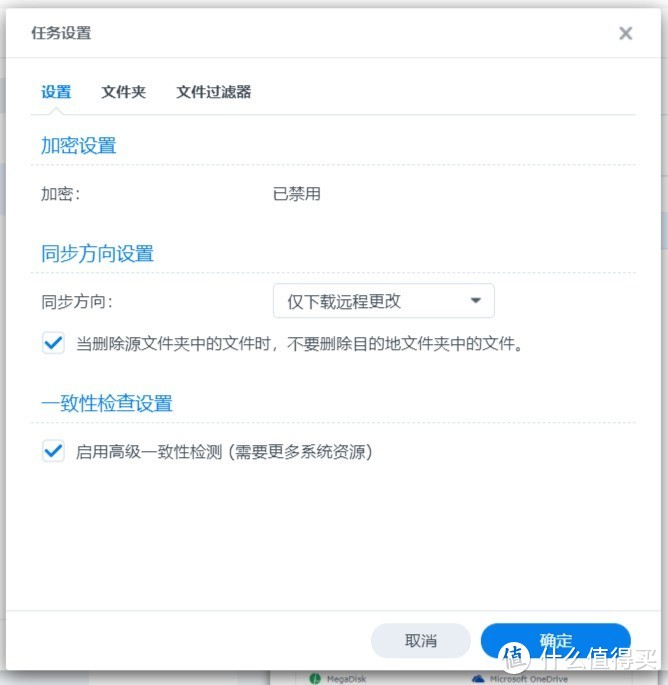 任务设置
设置 文件夹 文件过滤器
加密设置
加密: 已禁用
同步方向设置
同步方向: 仅下载远程更改
当删除源文件夹中的文件时，不要删除目的地文件夹中的文件。
一致性检查设置
启用高级一致性检测 (需要更多系统资源)
取消 确定
值 什么值得买
MegaDisk Microsoft OneDrive